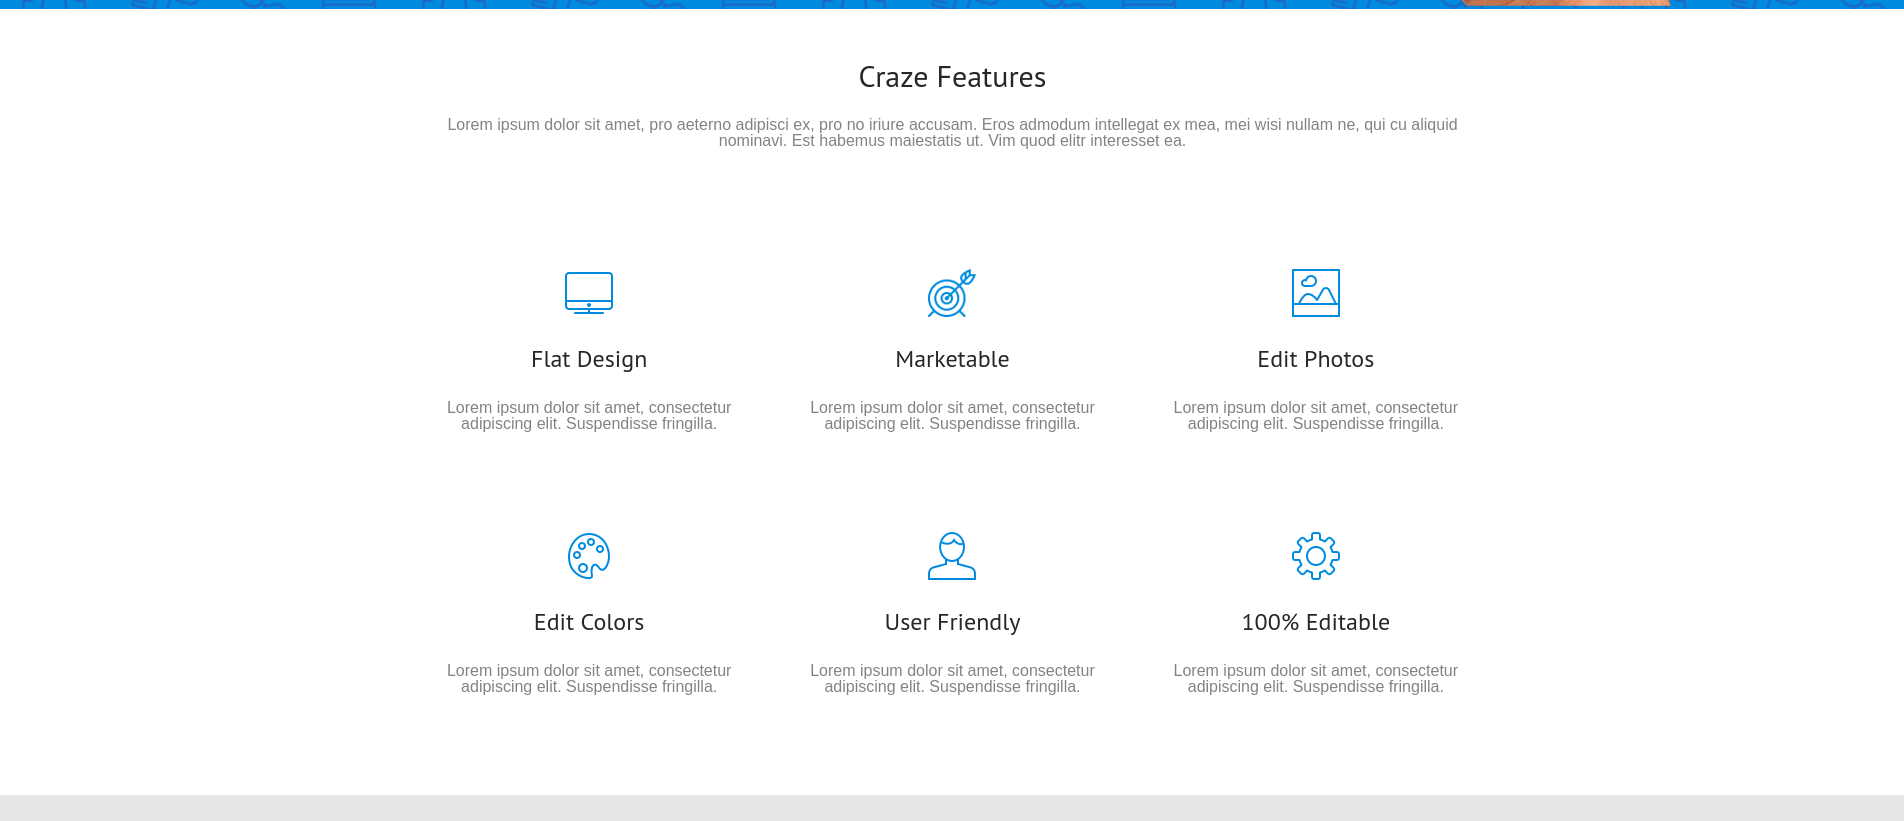 Craze Features
Lorem ipsum dolor sit amet, pro aeterno adipisci ex, pro no iriure accusam. Eros admodum intellegat ex mea, mei wisi nullam ne, qui cu aliquid
nominavi. Est habemus maiestatis ut. Vim quod elitr interesset ea.
Flat Design
Lorem ipsum dolor sit amet, consectetur
adipiscing elit. Suspendisse fringilla.
Marketable
Lorem ipsum dolor sit amet, consectetur
adipiscing elit. Suspendisse fringilla.
Edit Photos
Lorem ipsum dolor sit amet, consectetur
adipiscing elit. Suspendisse fringilla.
Edit Colors
Lorem ipsum dolor sit amet, consectetur
adipiscing elit. Suspendisse fringilla.
User Friendly
Lorem ipsum dolor sit amet, consectetur
adipiscing elit. Suspendisse fringilla.
100% Editable
Lorem ipsum dolor sit amet, consectetur
adipiscing elit. Suspendisse fringilla.